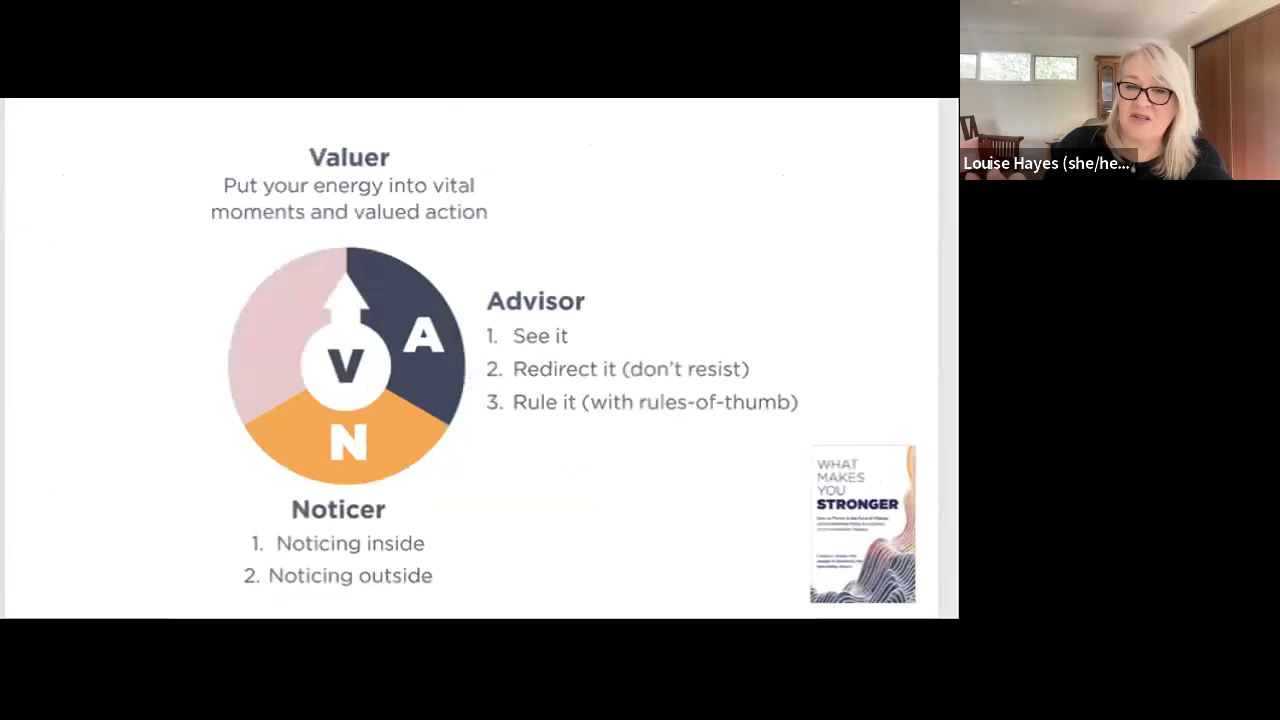 Valuer
Put your energy into vital
moments and valued action
A
V
N
Advisor
1. See it
2. Redirect it (don't resist)
3. Rule it (with rules-of-thumb)
Noticer
1. Noticing inside
2. Noticing outside
WHAT
MAKES
YOU
STRONGER
Louise Hayes (she/he...